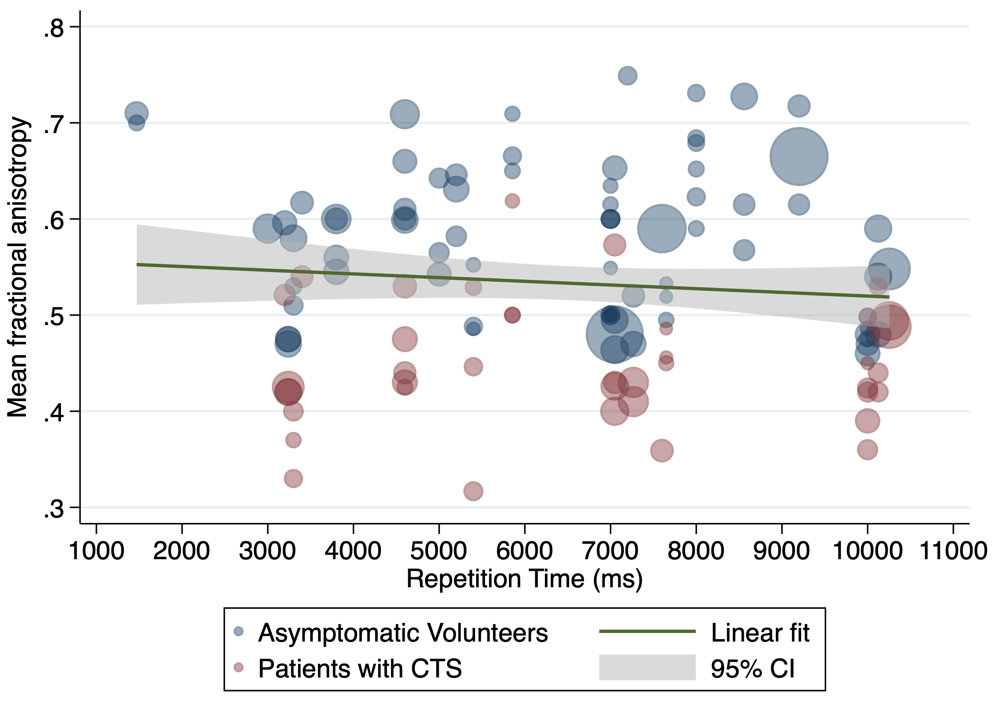 Mean fractional anisotropy
.8
.7
.6
.5
.4
.3
1000 2000 3000 4000 5000 6000 7000 8000 9000 10000 11000
Repetition Time (ms)
Asymptomatic Volunteers
Linear fit
Patients with CTS
95% CI